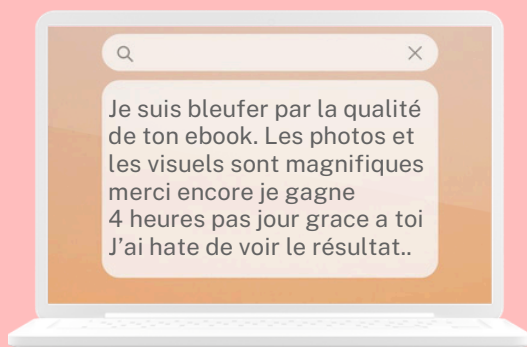 Je suis bleufer par la qualité
de ton ebook. Les photos et
les visuels sont magnifiques
merci encore je gagne
4 heures pas jour grace a toi
J'ai hate de voir le résultat..